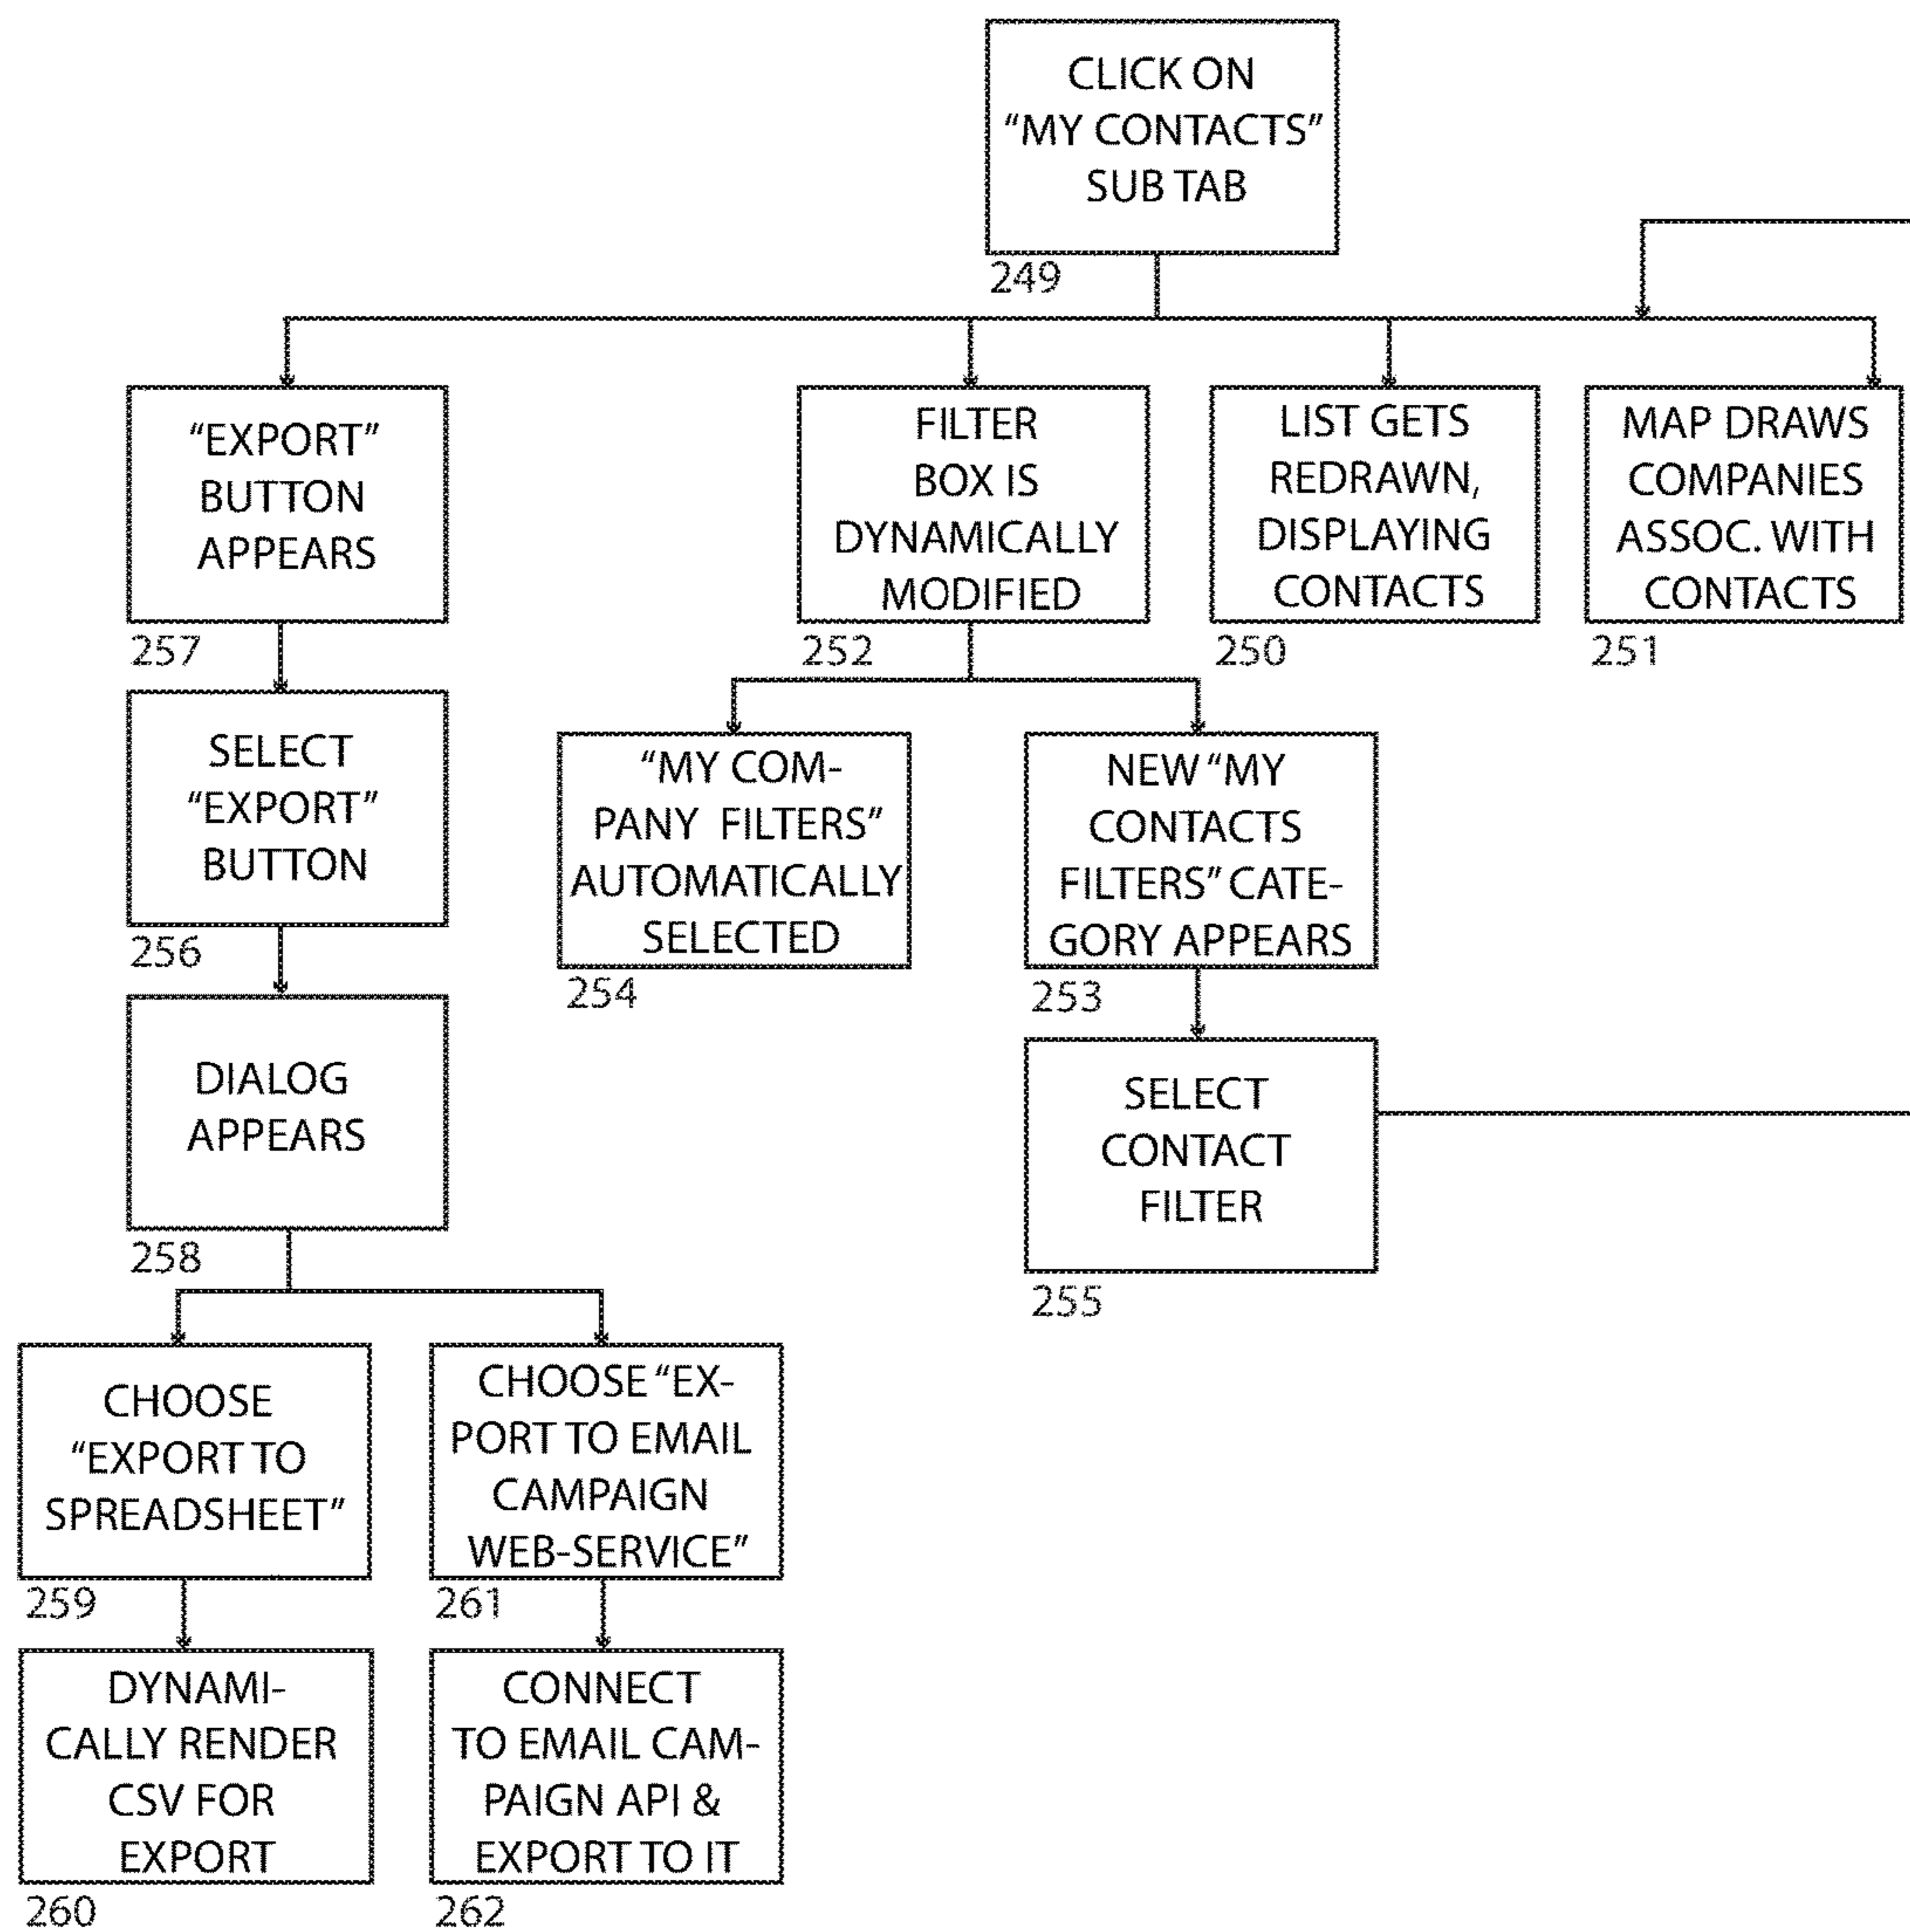 CLICK ON
“MY CONTACTS”
SUB TAB
249
“EXPORT”
BUTTON
APPEARS
257
FILTER
BOX IS
DYNAMICALLY
MODIFIED
252
LIST GETS
REDRAWN,
DISPLAYING
CONTACTS
250
MAP DRAWS
COMPANIES
ASSOC. WITH
CONTACTS
251
SELECT
“EXPORT”
BUTTON
256
“MY COM-
PANY FILTERS”
AUTOMATICALLY
SELECTED
254
NEW “MY
CONTACTS
FILTERS” CATE-
GORY APPEARS
253
DIALOG
APPEARS
258
SELECT
CONTACT
FILTER
255
CHOOSE
“EXPORT TO
SPREADSHEET”
259
CHOOSE “EX-
PORT TO EMAIL
CAMPAIGN
WEB-SERVICE”
261
DYNAMI-
CALLY RENDER
CSV FOR
EXPORT
260
CONNECT
TO EMAIL CAM-
PAIGN API &
EXPORT TO IT
262